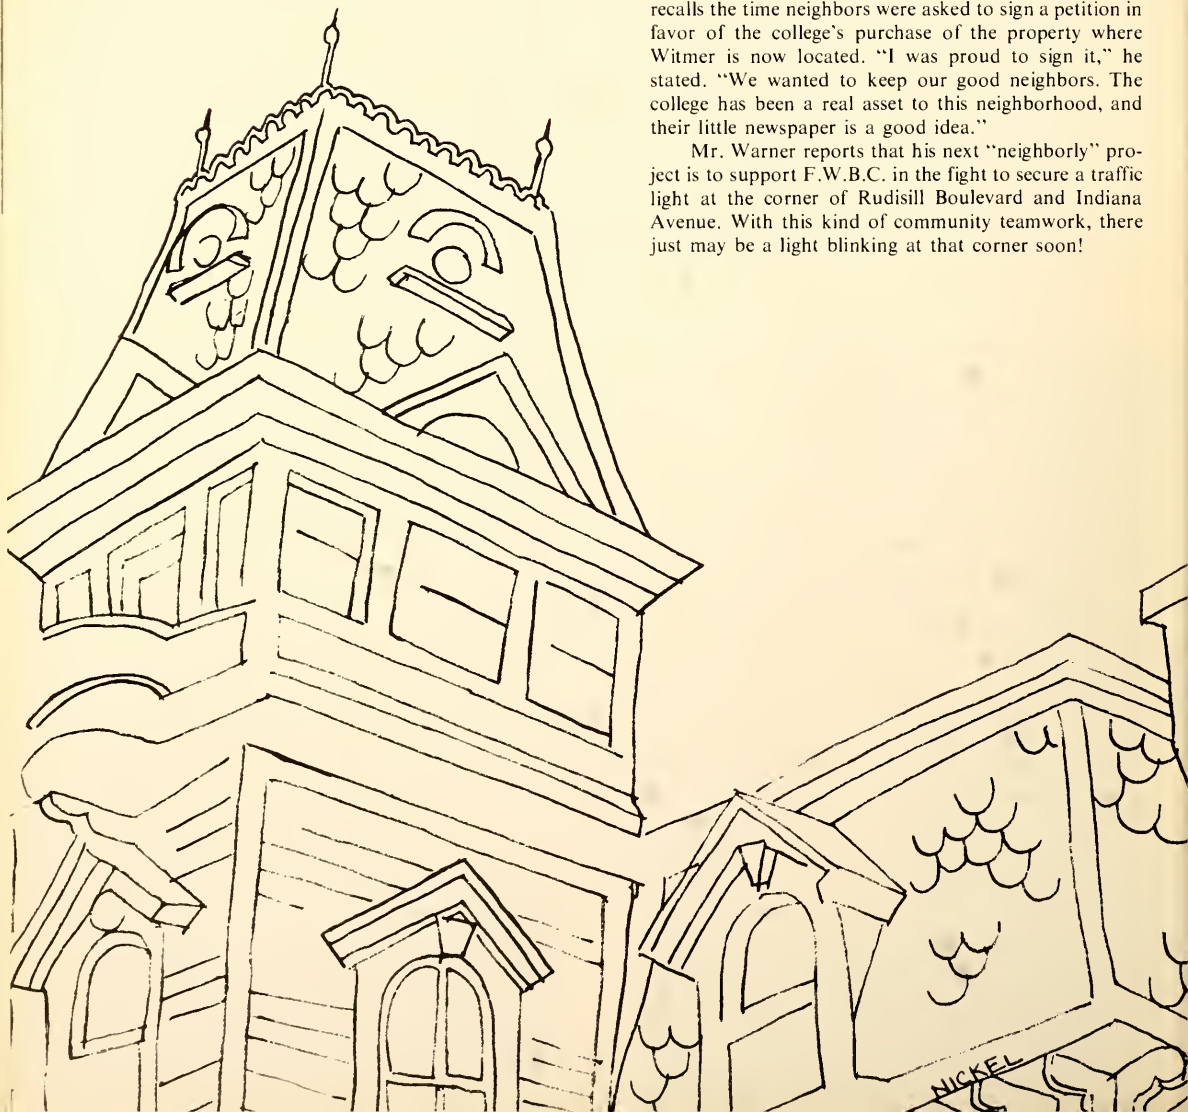 recalls the time neighbors were asked to sign a petition in
favor of the college's purchase of the property where
Witmer is now located. “I was proud to sign it,” he
stated. “We wanted to keep our good neighbors. The
college has been a real asset to this neighborhood, and
their little newspaper is a good idea.”
Mr. Warner reports that his next “neighborly” pro-
ject is to support F.W.B.C. in the fight to secure a traffic
light at the corner of Rudisill Boulevard and Indiana
Avenue. With this kind of community teamwork, there
just may be a light blinking at that corner soon!
NICKEL